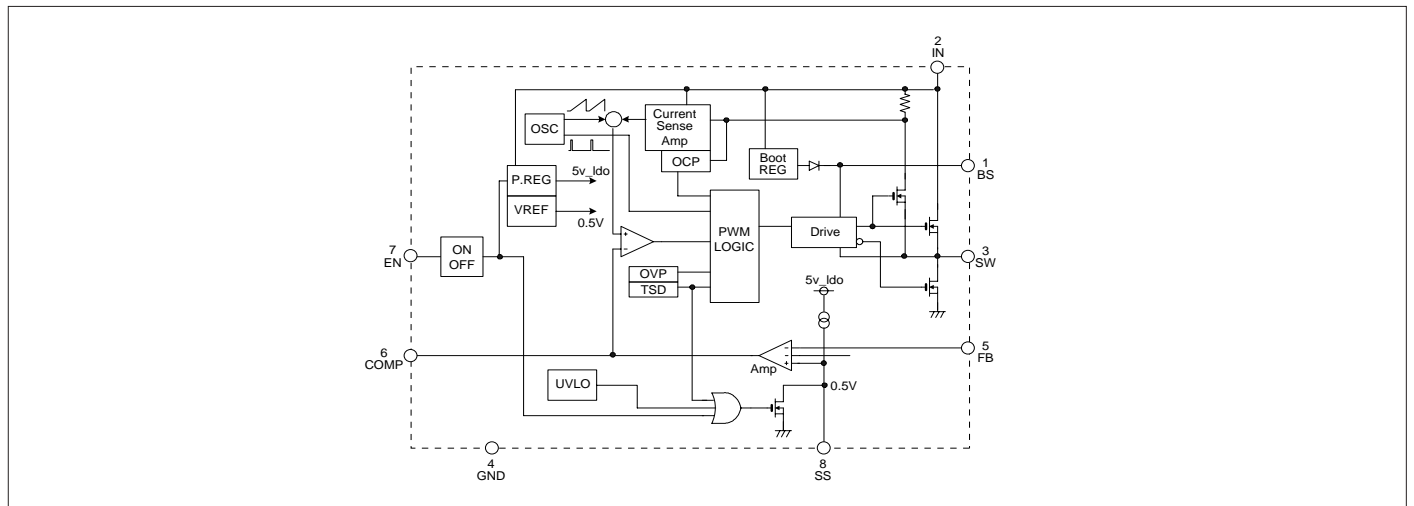 2
IN
OSC
Current
Sense
Amp
OCP
Boot
REG
1
BS
P.REG
5v_ldo
VREF
0.5V
PWM
LOGIC
Drive
7
EN
ON
OFF
+
−
3
SW
OVP
TSD
5v_ldo
6
COMP
−
−
+
Amp
5
FB
UVLO
0.5V
4
GND
8
SS